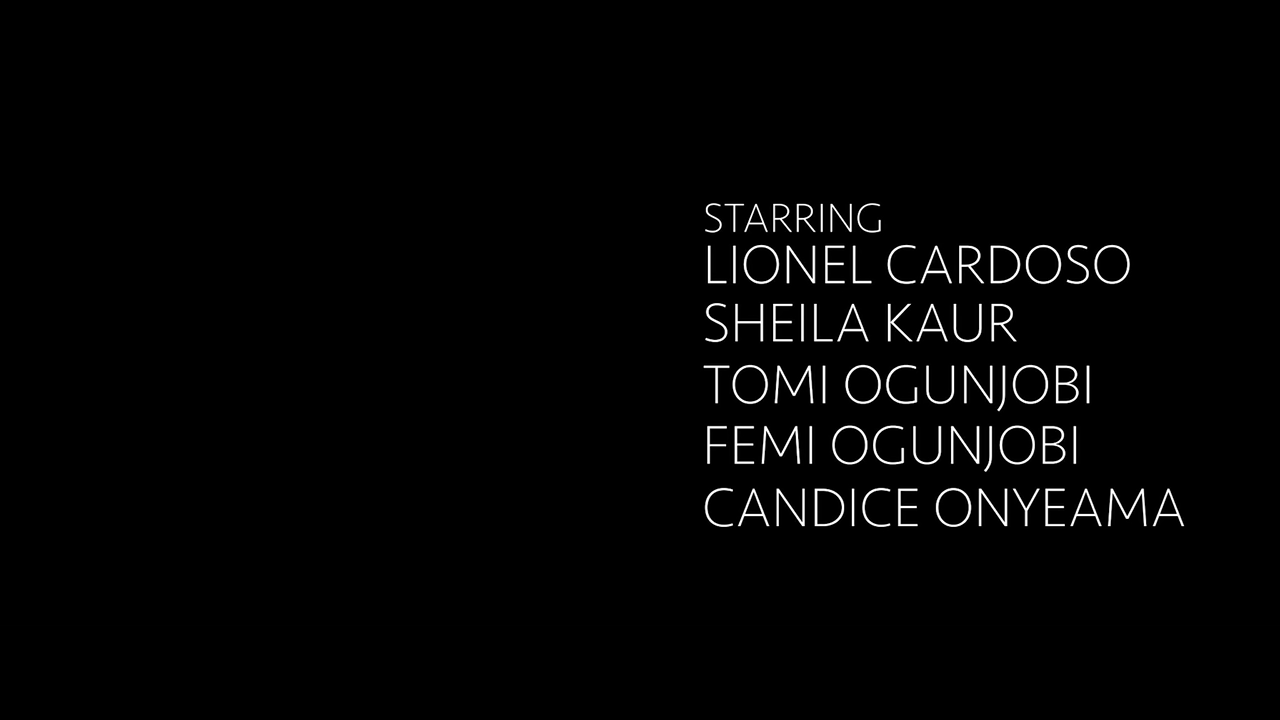 STARRING
LIONEL CARDOSO
SHEILA KAUR
TOMI OGUNJOBI
FEMI OGUNJOBI
CANDICE ONYEAMA